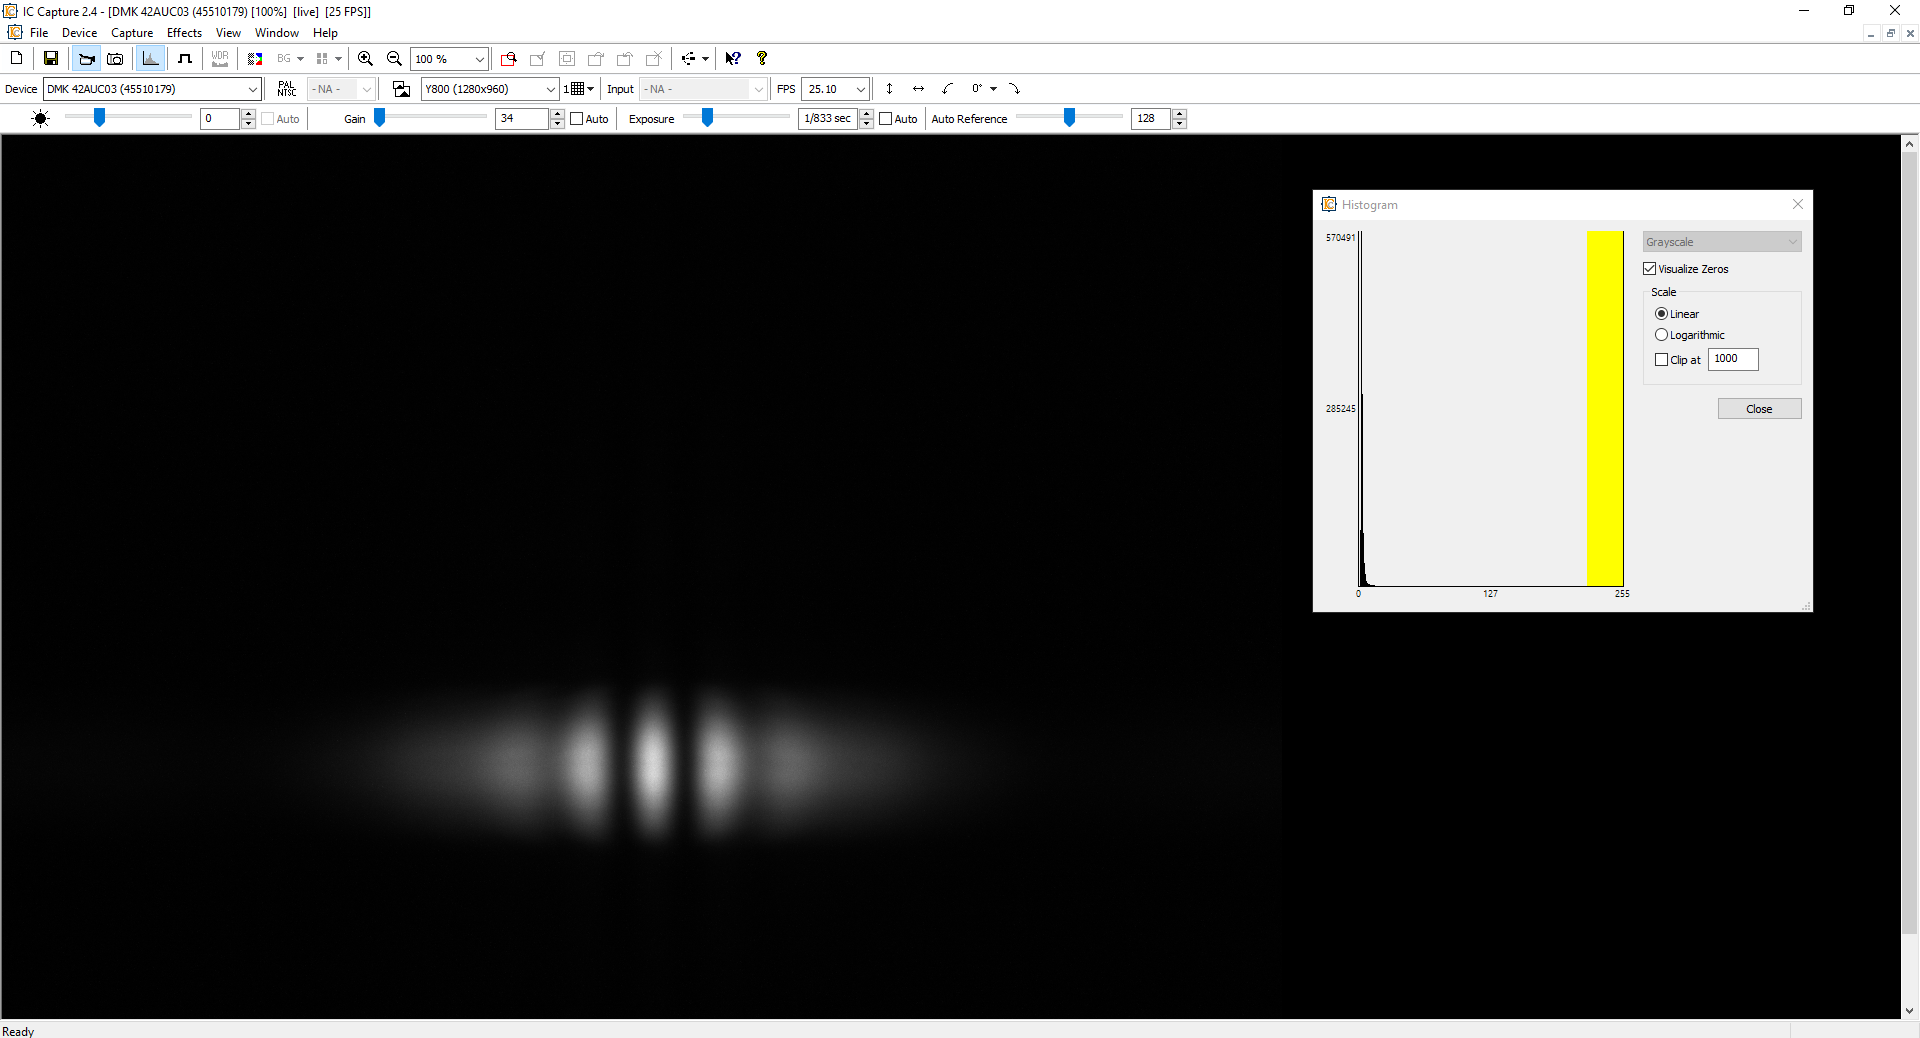 IC Capture 2.4 - [DMK 42AUC03 (45510179) [100%]  [live]  [25 FPS]]
File Device Capture Effects View Window Help
WDR BG 100 %
Device DMK 42AUC03 (45510179) PAL NTSC - NA - Y800 (1280x960) 1 Input - NA - FPS 25.10 0°
0 Auto Gain 34 Auto Exposure 1/833 sec Auto Auto Reference 128
Histogram
570491
285245
0 127 255
Grayscale
Visualize Zeros
Scale
Linear
Logarithmic
Clip at 1000
Close
Ready